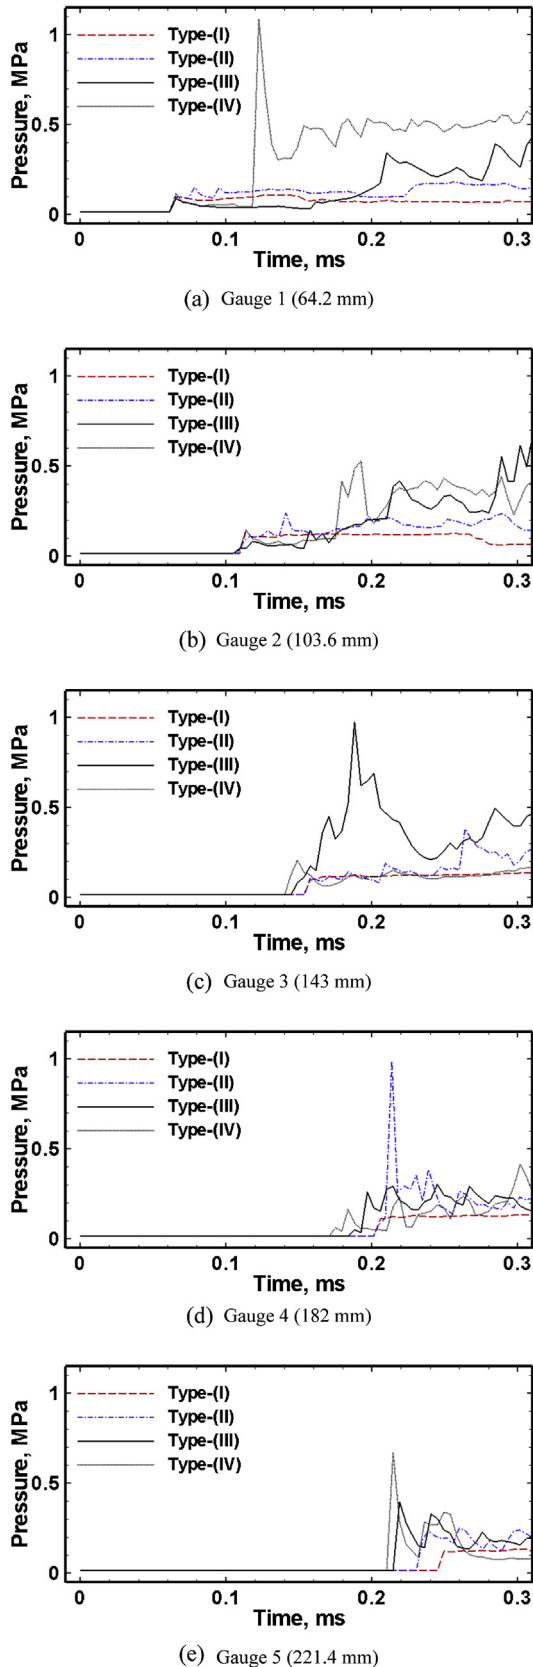 Pressure, MPa
1
0.5
0
Type-(I)
Type-(II)
Type-(III)
Type-(IV)
0 0.1 0.2 0.3
Time, ms
(a) Gauge 1 (64.2 mm)
Pressure, MPa
1
0.5
0
Type-(I)
Type-(II)
Type-(III)
Type-(IV)
0 0.1 0.2 0.3
Time, ms
(b) Gauge 2 (103.6 mm)
Pressure, MPa
1
0.5
0
Type-(I)
Type-(II)
Type-(III)
Type-(IV)
0 0.1 0.2 0.3
Time, ms
(c) Gauge 3 (143 mm)
Pressure, MPa
1
0.5
0
Type-(I)
Type-(II)
Type-(III)
Type-(IV)
0 0.1 0.2 0.3
Time, ms
(d) Gauge 4 (182 mm)
Pressure, MPa
1
0.5
0
Type-(I)
Type-(II)
Type-(III)
Type-(IV)
0 0.1 0.2 0.3
Time, ms
(e) Gauge 5 (221.4 mm)